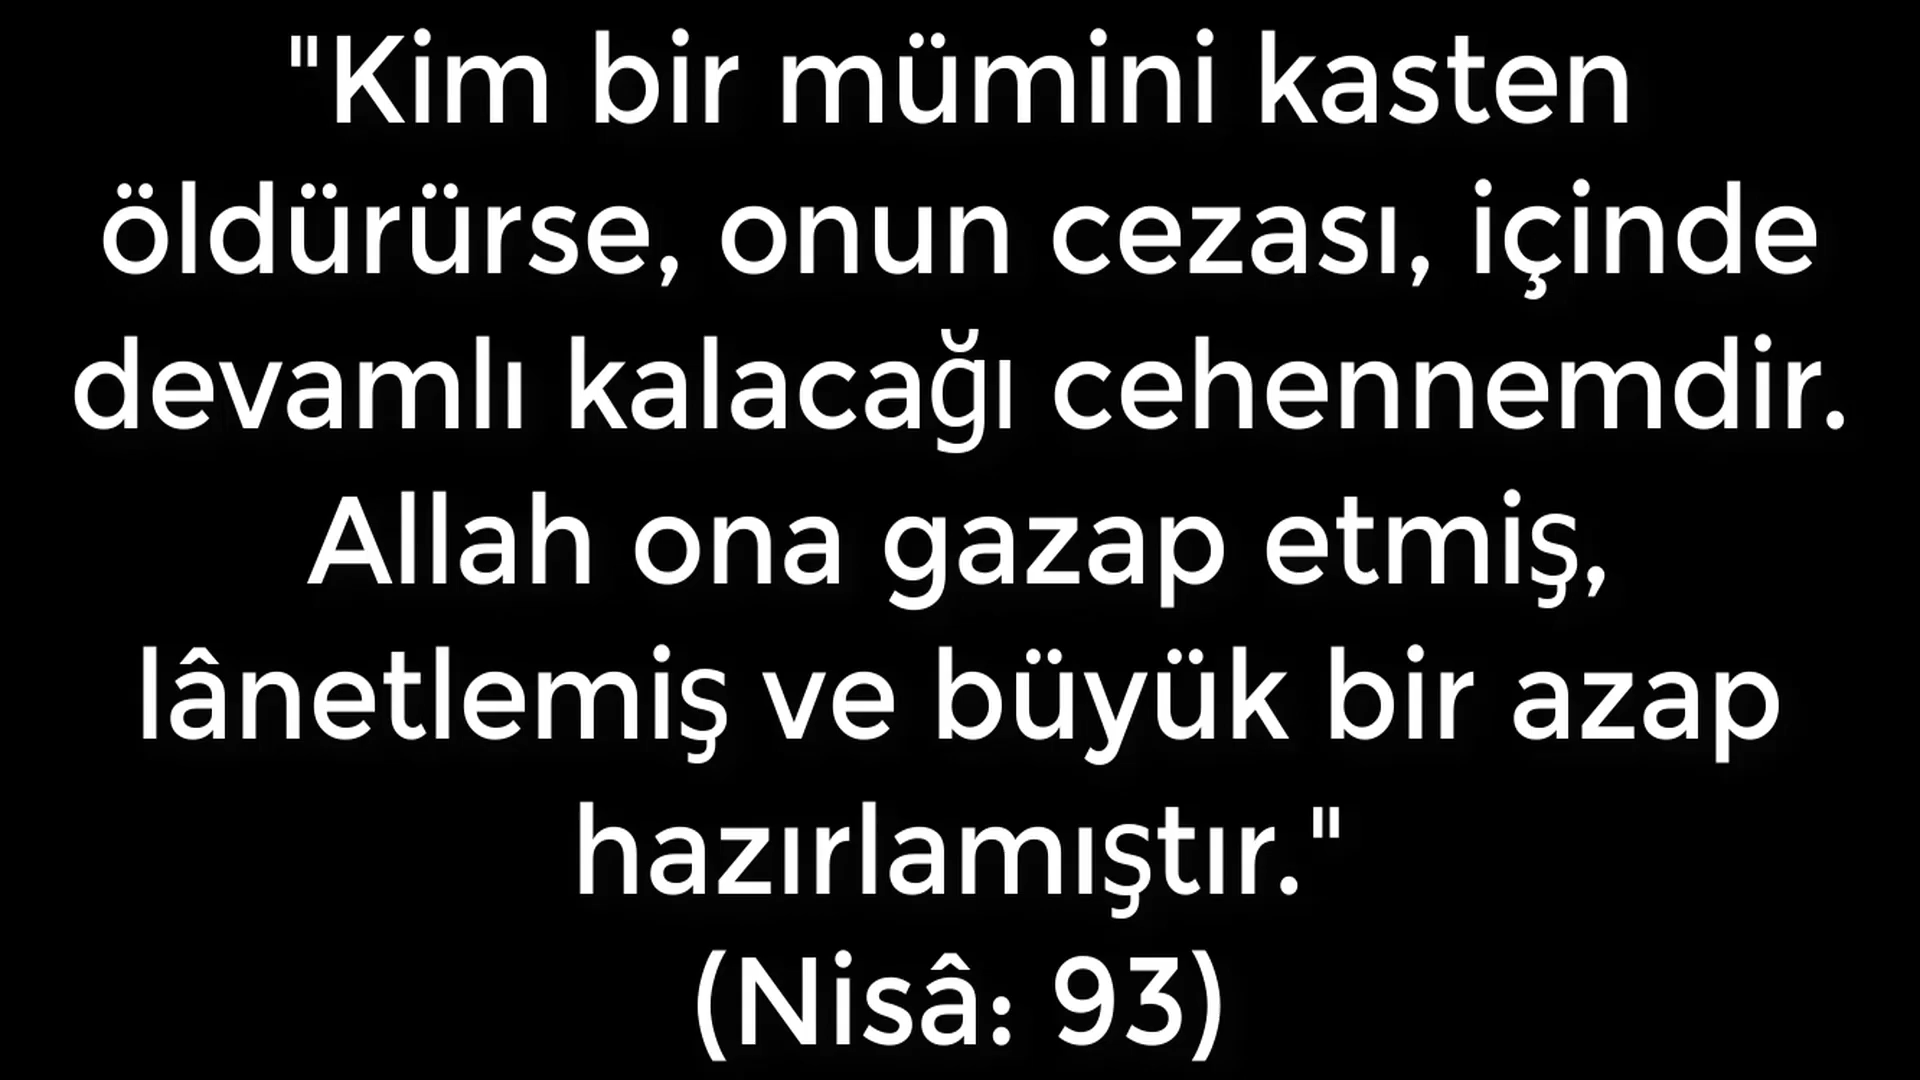 "Kim bir mümini kasten
öldürürse, onun cezası, içinde
devamlı kalacağı cehennemdir.
Allah ona gazap etmiş,
lânetlemiş ve büyük bir azap
hazırlamıştır."
(Nisâ: 93)